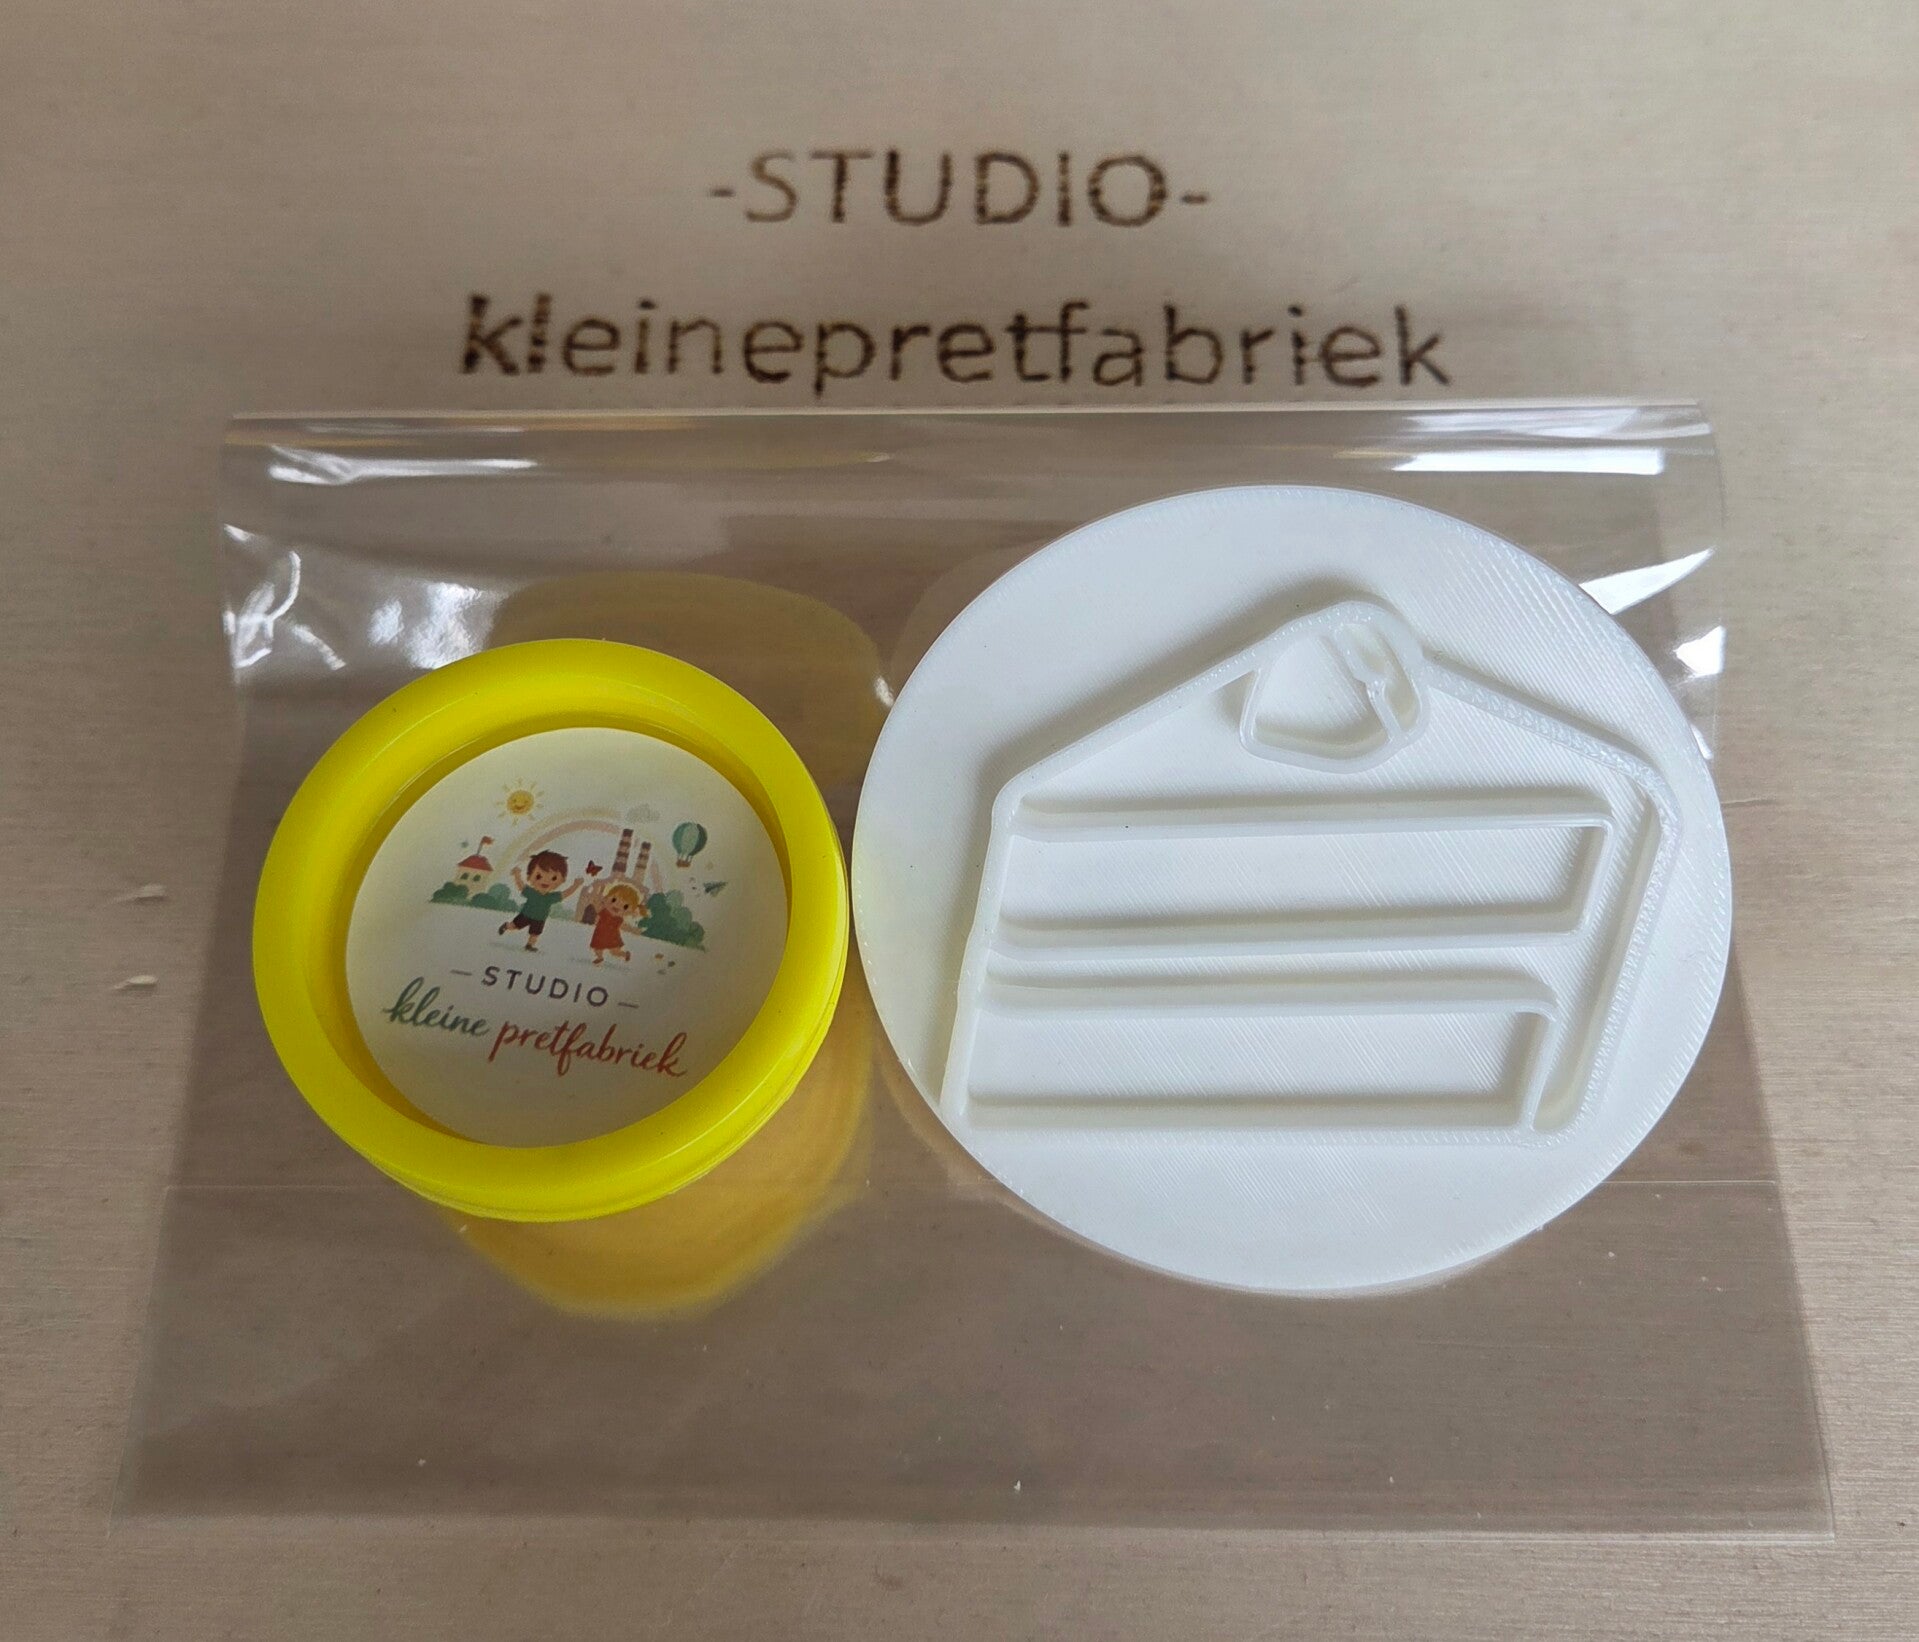 -STUDIO-
kleinepretfabriek
— STUDIO —
kleine pretfabriek